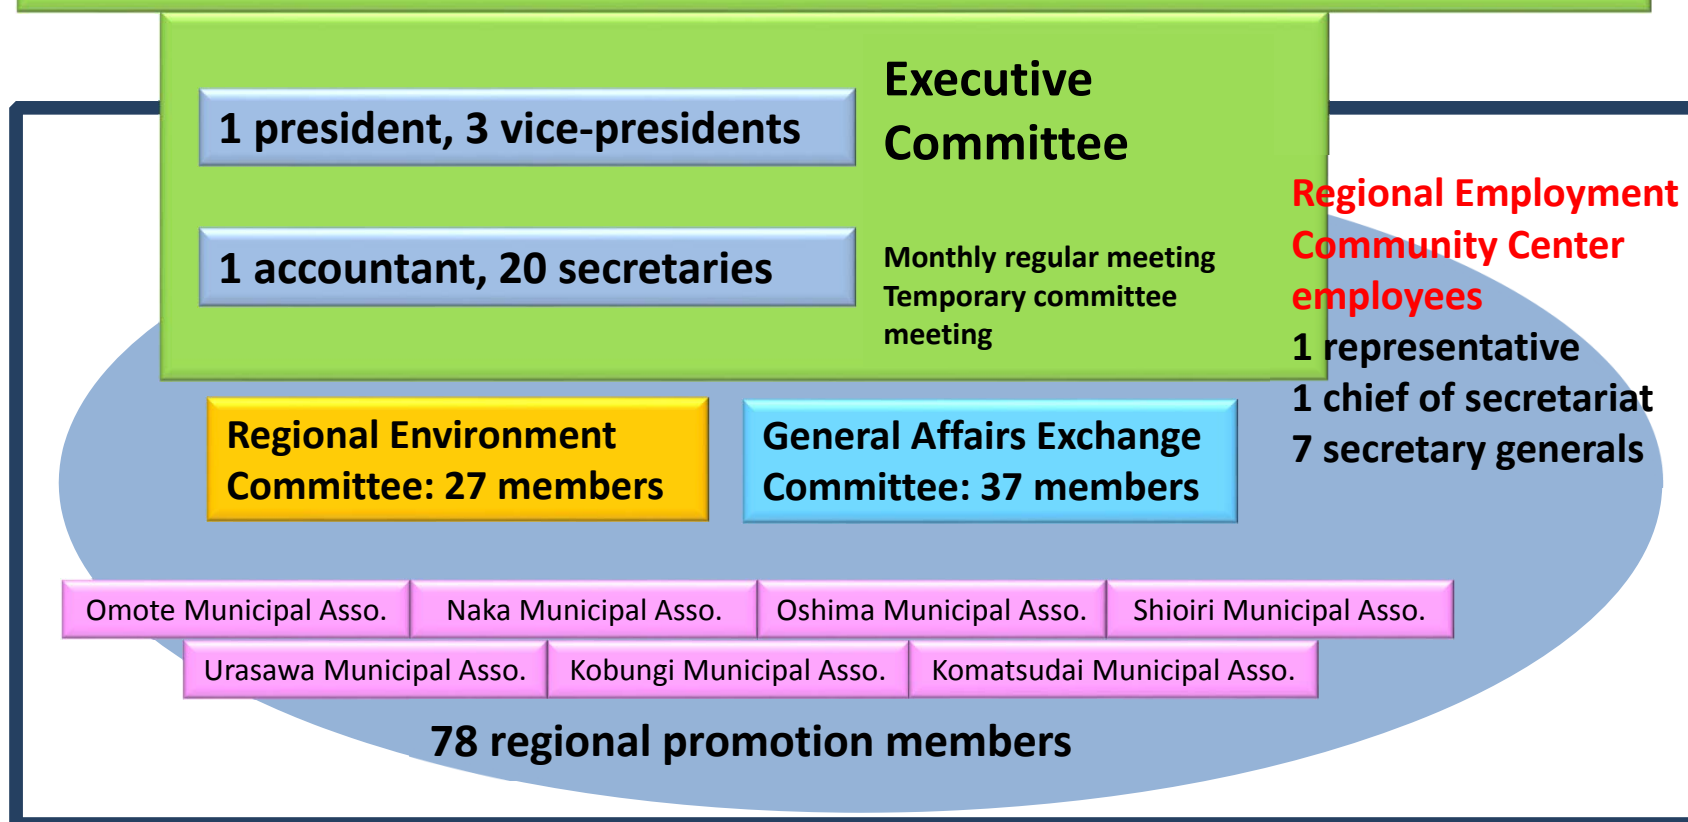 1 president, 3 vice-presidents
Executive
Committee
1 accountant, 20 secretaries
Monthly regular meeting
Temporary committee
meeting
Regional Employment
Community Center
employees
1 representative
1 chief of secretariat
7 secretary generals
Regional Environment
Committee: 27 members
General Affairs Exchange
Committee: 37 members
Omote Municipal Asso.
Naka Municipal Asso.
Oshima Municipal Asso.
Shioiri Municipal Asso.
Urasawa Municipal Asso.
Kobungi Municipal Asso.
Komatsudai Municipal Asso.
78 regional promotion members